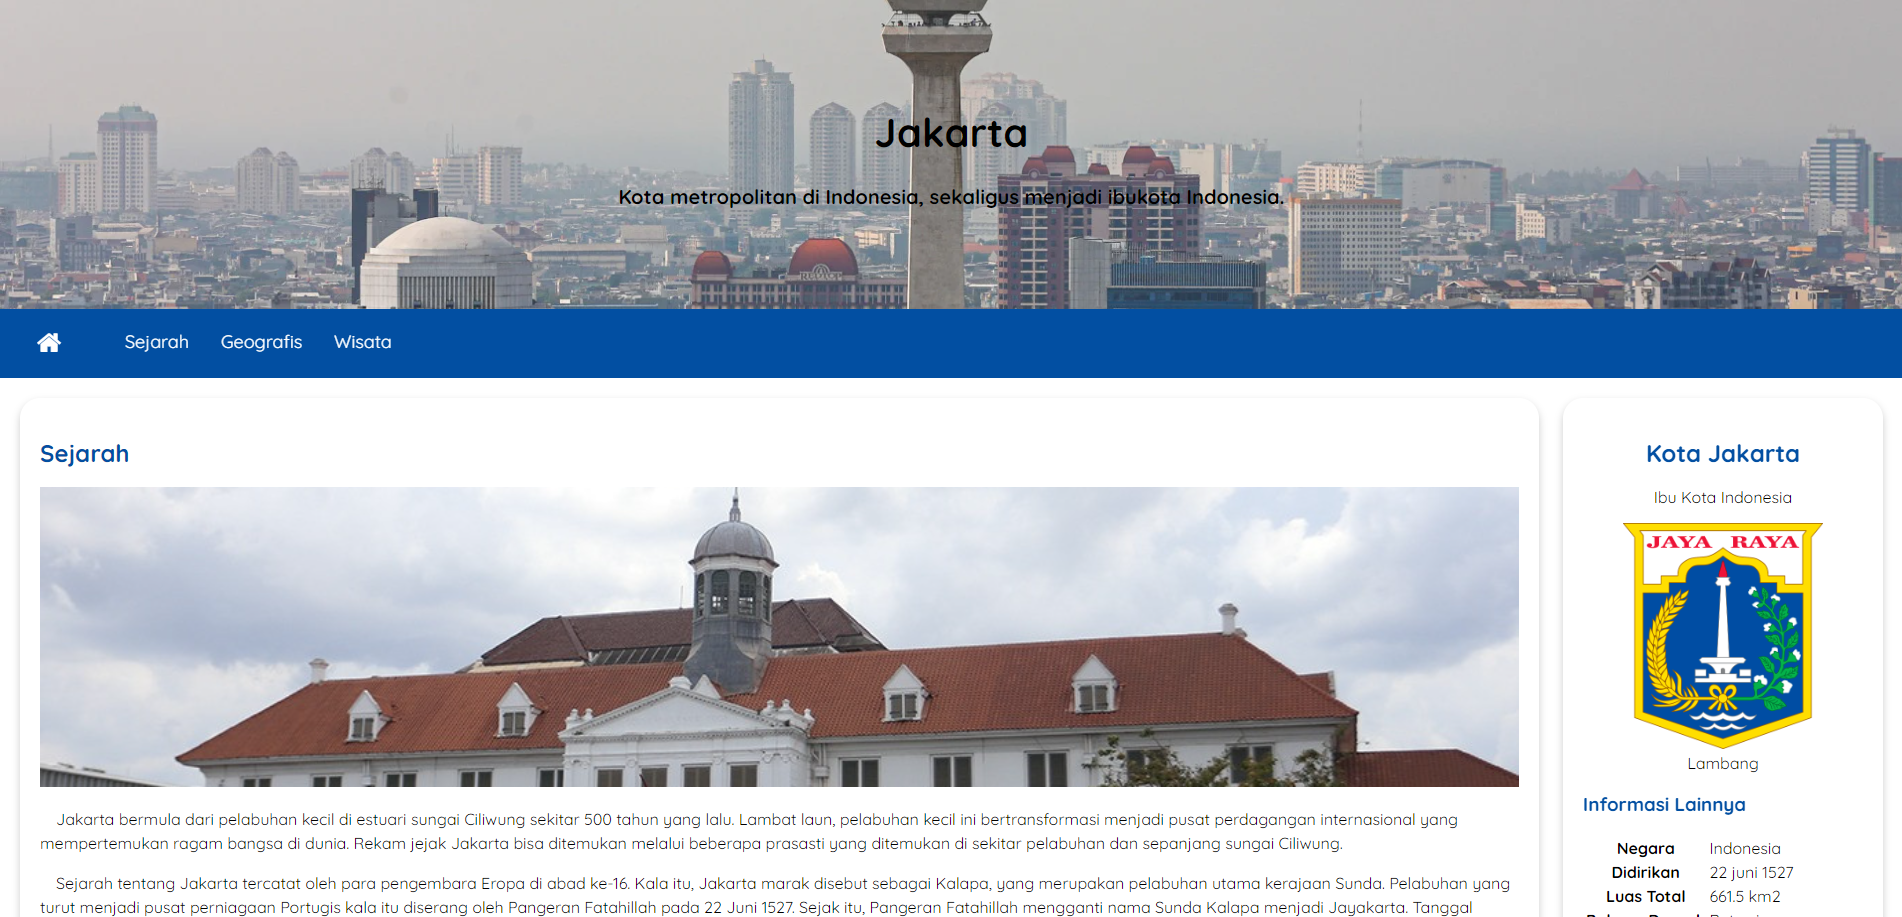 Jakarta
Kota metropolitan di Indonesia, sekaligus menjadi ibukota Indonesia.
Sejarah Geografis Wisata
Sejarah
Jakarta bermula dari pelabuhan kecil di estuari sungai Ciliwung sekitar 500 tahun yang lalu. Lambat laun, pelabuhan kecil ini bertransformasi menjadi pusat perdagangan internasional yang
mempertemukan ragam bangsa di dunia. Rekam jejak Jakarta bisa ditemukan melalui beberapa prasasti yang ditemukan di sekitar pelabuhan dan sepanjang sungai Ciliwung.
Sejarah tentang Jakarta tercatat oleh para pengembara Eropa di abad ke-16. Kala itu, Jakarta marak disebut sebagai Kalapa, yang merupakan pelabuhan utama kerajaan Sunda. Pelabuhan yang
turut menjadi pusat perniagaan Portugis kala itu diserang oleh Pangeran Fatahillah pada 22 Juni 1527. Sejak itu, Pangeran Fatahillah mengganti nama Sunda Kalapa menjadi Jayakarta. Tanggal
Kota Jakarta
Ibu Kota Indonesia
JAYA RAYA
Lambang
Informasi Lainnya
Negara Indonesia
Didirikan 22 juni 1527
Luas Total 661.5 km2